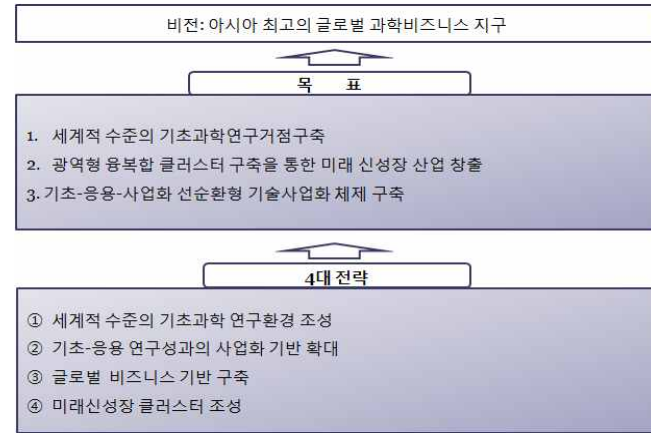 비전: 아시아 최고의 글로벌 과학비즈니스 지구
목 표
1. 세계적 수준의 기초과학연구거점구축
2. 광역형 융복합 클러스터 구축을 통한 미래 신성장 산업 창출
3. 기초-응용-사업화 선순환형 기술사업화 체제 구축
4대 전략
① 세계적 수준의 기초과학 연구환경 조성
② 기초-응용 연구성과의 사업화 기반 확대
③ 글로벌 비즈니스 기반 구축
④ 미래신성장 클러스터 조성